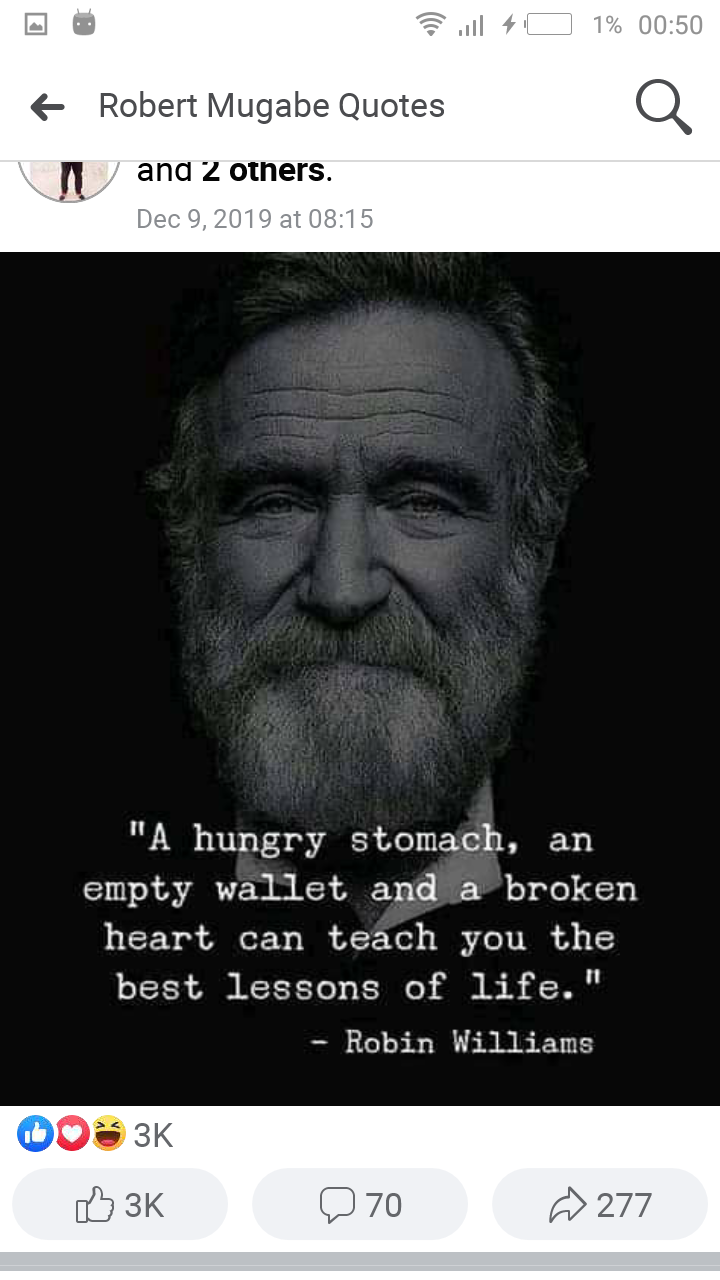 1% 00:50
Robert Mugabe Quotes
and 2 others.
Dec 9, 2019 at 08:15
"A hungry stomach, an
empty wallet and a broken
heart can teach you the
best lessons of life."
- Robin Williams
3K
3K 70 277